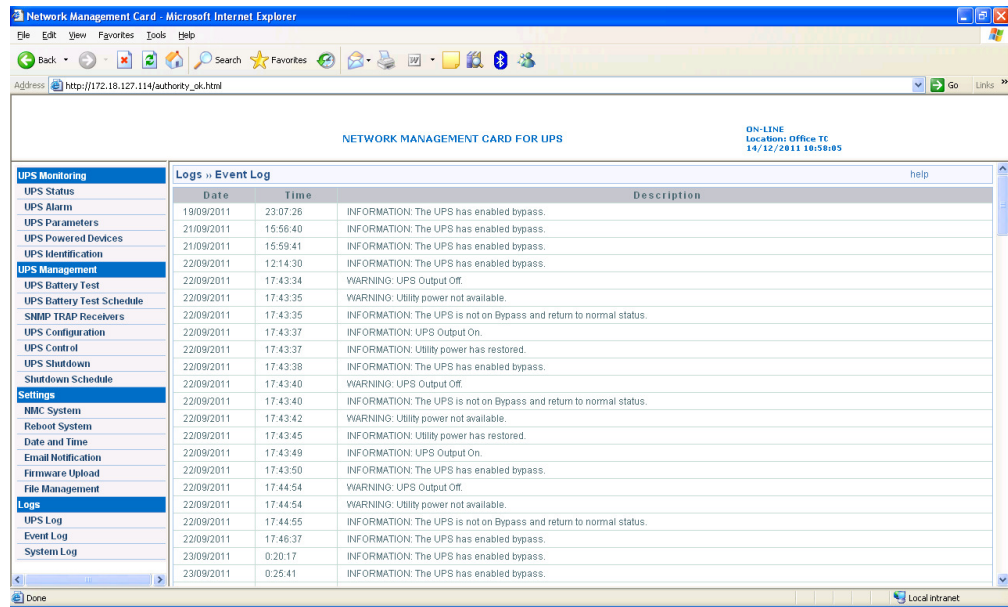 Network Management Card - Microsoft Internet Explorer
File Edit View Favorites Tools Help
Back Search Favorites
Address http://172.18.127.114/authority_ok.html Go Links »
NETWORK MANAGEMENT CARD FOR UPS
ON-LINE
Location: Office TC
14/12/2011 10:58:05
UPS Monitoring
UPS Status
UPS Alarm
UPS Parameters
UPS Powered Devices
UPS Identification
UPS Management
UPS Battery Test
UPS Battery Test Schedule
SNMP TRAP Receivers
UPS Configuration
UPS Control
UPS Shutdown
Shutdown Schedule
Settings
NMC System
Reboot System
Date and Time
Email Notification
Firmware Upload
File Management
Logs
UPS Log
Event Log
System Log
Logs » Event Log help
Date Time Description
19/09/2011 23:07:26 INFORMATION: The UPS has enabled bypass.
21/09/2011 15:56:40 INFORMATION: The UPS has enabled bypass.
21/09/2011 15:59:41 INFORMATION: The UPS has enabled bypass.
22/09/2011 12:14:30 INFORMATION: The UPS has enabled bypass.
22/09/2011 17:43:34 WARNING: UPS Output Off.
22/09/2011 17:43:35 WARNING: Utility power not available.
22/09/2011 17:43:35 INFORMATION: The UPS is not on Bypass and return to normal status.
22/09/2011 17:43:37 INFORMATION: UPS Output On.
22/09/2011 17:43:37 INFORMATION: Utility power has restored.
22/09/2011 17:43:38 INFORMATION: The UPS has enabled bypass.
22/09/2011 17:43:40 WARNING: UPS Output Off.
22/09/2011 17:43:40 INFORMATION: The UPS is not on Bypass and return to normal status.
22/09/2011 17:43:42 WARNING: Utility power not available.
22/09/2011 17:43:45 INFORMATION: Utility power has restored.
22/09/2011 17:43:49 INFORMATION: UPS Output On.
22/09/2011 17:43:50 INFORMATION: The UPS has enabled bypass.
22/09/2011 17:44:54 WARNING: UPS Output Off.
22/09/2011 17:44:54 WARNING: Utility power not available.
22/09/2011 17:44:55 INFORMATION: The UPS is not on Bypass and return to normal status.
22/09/2011 17:46:37 INFORMATION: The UPS has enabled bypass.
23/09/2011 0:20:17 INFORMATION: The UPS has enabled bypass.
23/09/2011 0:25:41 INFORMATION: The UPS has enabled bypass.
Done Local intranet